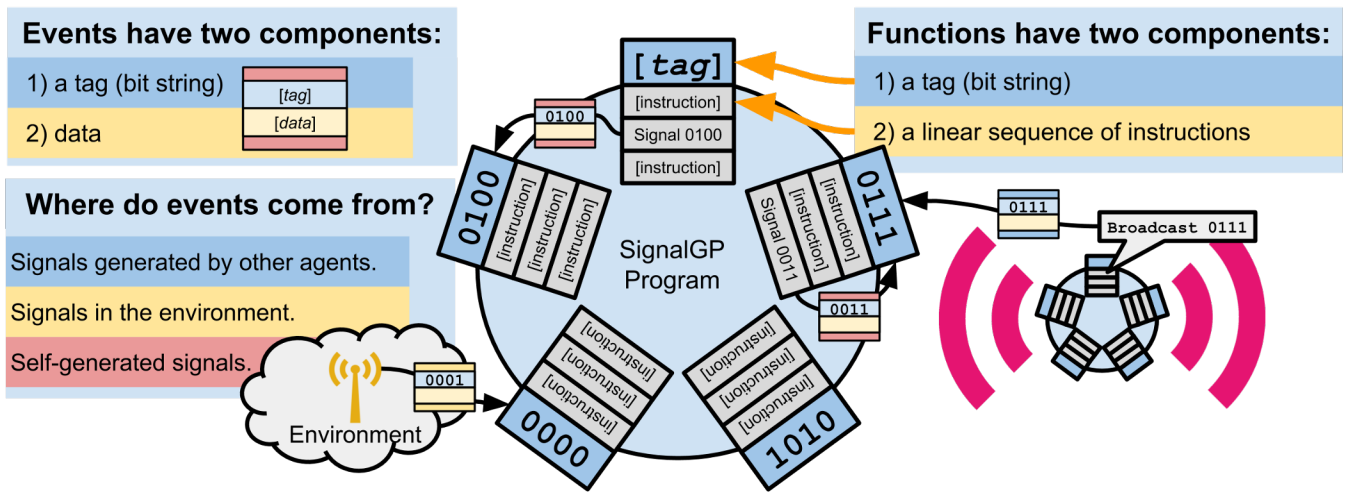 Events have two components:
1) a tag (bit string)
2) data
[tag]
[data]
Where do events come from?
Signals generated by other agents.
Signals in the environment.
Self-generated signals.
Environment
0001
[tag]
[instruction]
Signal 0100
[instruction]
0100
0100
[instruction]
[instruction]
[instruction]
SignalGP
Program
0111
[instruction]
[instruction]
Signal 0011
0011
0000
[instruction]
[instruction]
[instruction]
1010
[instruction]
[instruction]
[instruction]
Functions have two components:
1) a tag (bit string)
2) a linear sequence of instructions
0111
Broadcast 0111